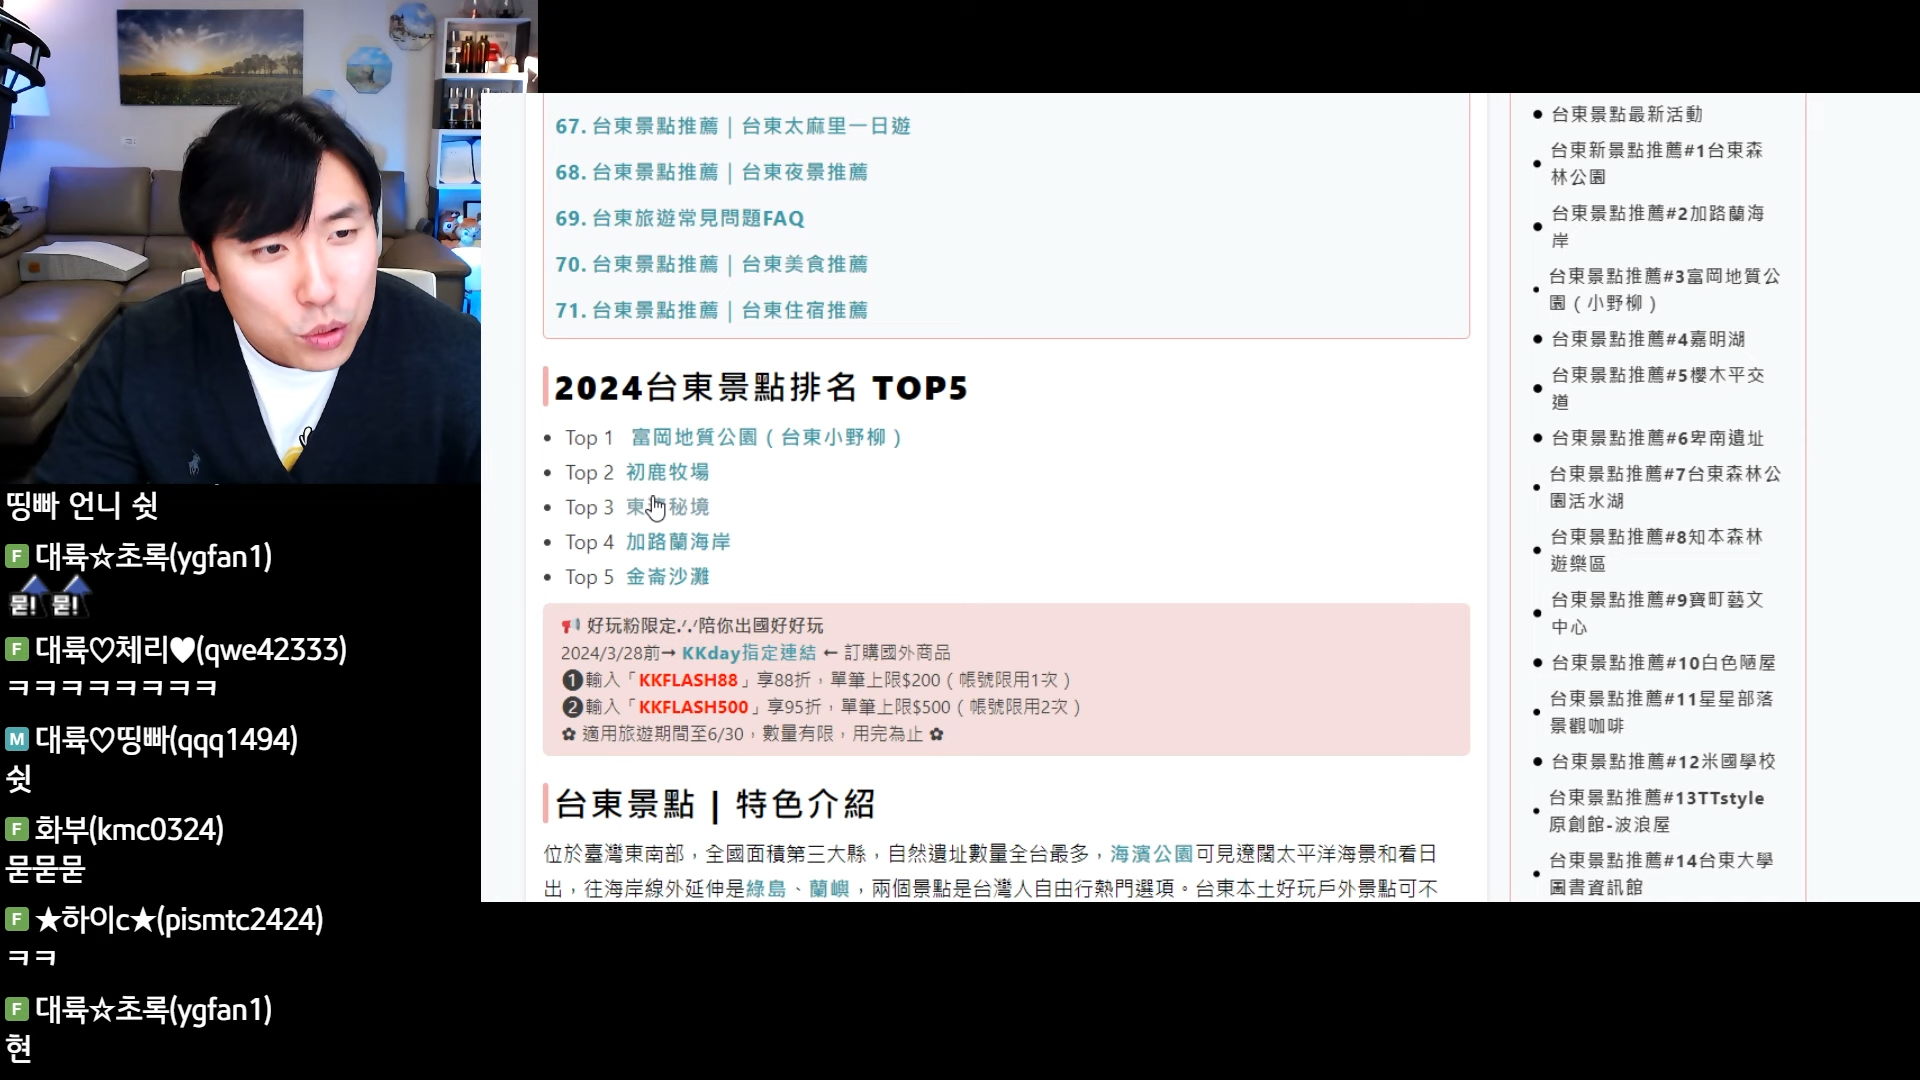 띵빠 언니 쉿
F 대륙☆초록(ygfan1)
묻! 묻!
F 대륙♡체리♥(qwe42333)
ㅋㅋㅋㅋㅋㅋㅋㅋ
M 대륙♡띵빠(qqq1494)
쉿
F 화부(kmc0324)
묻묻묻
F ★하이c★(pismtc2424)
ㅋㅋ
F 대륙☆초록(ygfan1)
현
67. 台東景點推薦｜台東太麻里一日遊
68. 台東景點推薦｜台東夜景推薦
69. 台東旅遊常見問題FAQ
70. 台東景點推薦｜台東美食推薦
71. 台東景點推薦｜台東住宿推薦
2024台東景點排名 TOP5
Top 1 富岡地質公園（台東小野柳）
Top 2 初鹿牧場
Top 3 東 秘境
Top 4 加路蘭海岸
Top 5 金崙沙灘
好玩粉限定.ᐟ.ᐟ陪你出國好好玩
2024/3/28前→ KKday指定連結 ← 訂購國外商品
❶輸入「KKFLASH88」享88折，單筆上限$200（帳號限用1次）
❷輸入「KKFLASH500」享95折，單筆上限$500（帳號限用2次）
✿ 適用旅遊期間至6/30，數量有限，用完為止 ✿
台東景點 | 特色介紹
位於臺灣東南部，全國面積第三大縣，自然遺址數量全台最多，海濱公園可見遼闊太平洋海景和看日
出，往海岸線外延伸是綠島、蘭嶼，兩個景點是台灣人自由行熱門選項。台東本土好玩戶外景點可不
台東景點最新活動
台東新景點推薦#1台東森
林公園
台東景點推薦#2加路蘭海
岸
台東景點推薦#3富岡地質公
園（小野柳）
台東景點推薦#4嘉明湖
台東景點推薦#5櫻木平交
道
台東景點推薦#6卑南遺址
台東景點推薦#7台東森林公
園活水湖
台東景點推薦#8知本森林
遊樂區
台東景點推薦#9寶町藝文
中心
台東景點推薦#10白色陋屋
台東景點推薦#11星星部落
景觀咖啡
台東景點推薦#12米國學校
台東景點推薦#13TTstyle
原創館-波浪屋
台東景點推薦#14台東大學
圖書資訊館